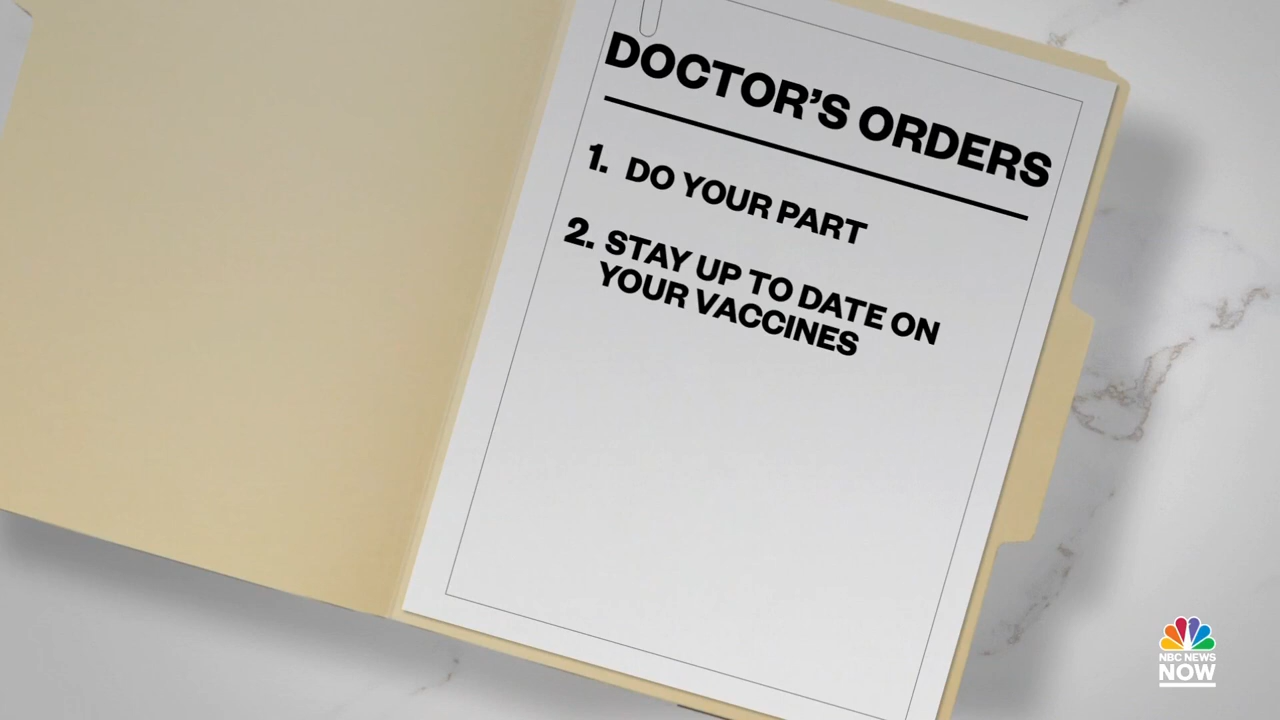 DOCTOR'S ORDERS
1. DO YOUR PART
2. STAY UP TO DATE ON
YOUR VACCINES
NBC NEWS
NOW